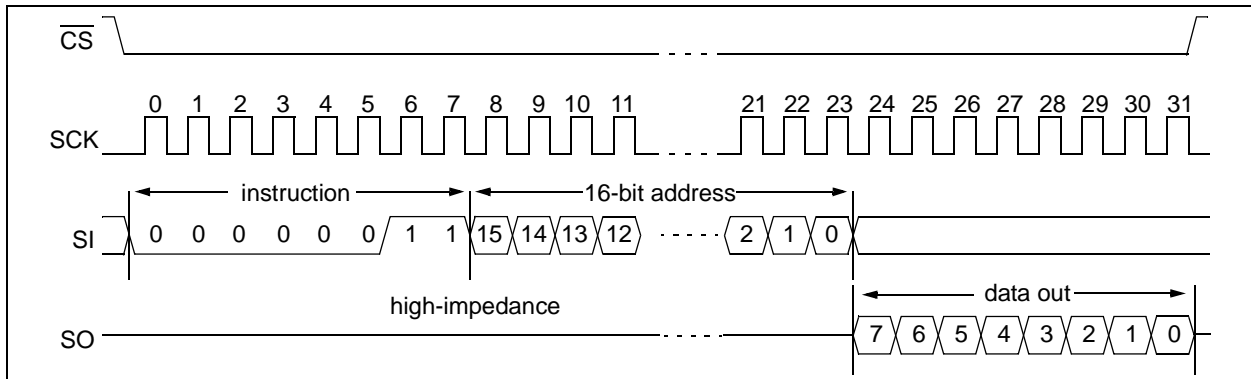 CS
0 1 2 3 4 5 6 7 8 9 10 11 21 22 23 24 25 26 27 28 29 30 31
SCK
instruction 16-bit address
SI 0 0 0 0 0 0 1 1 15 14 13 12 2 1 0
high-impedance data out
SO 7 6 5 4 3 2 1 0